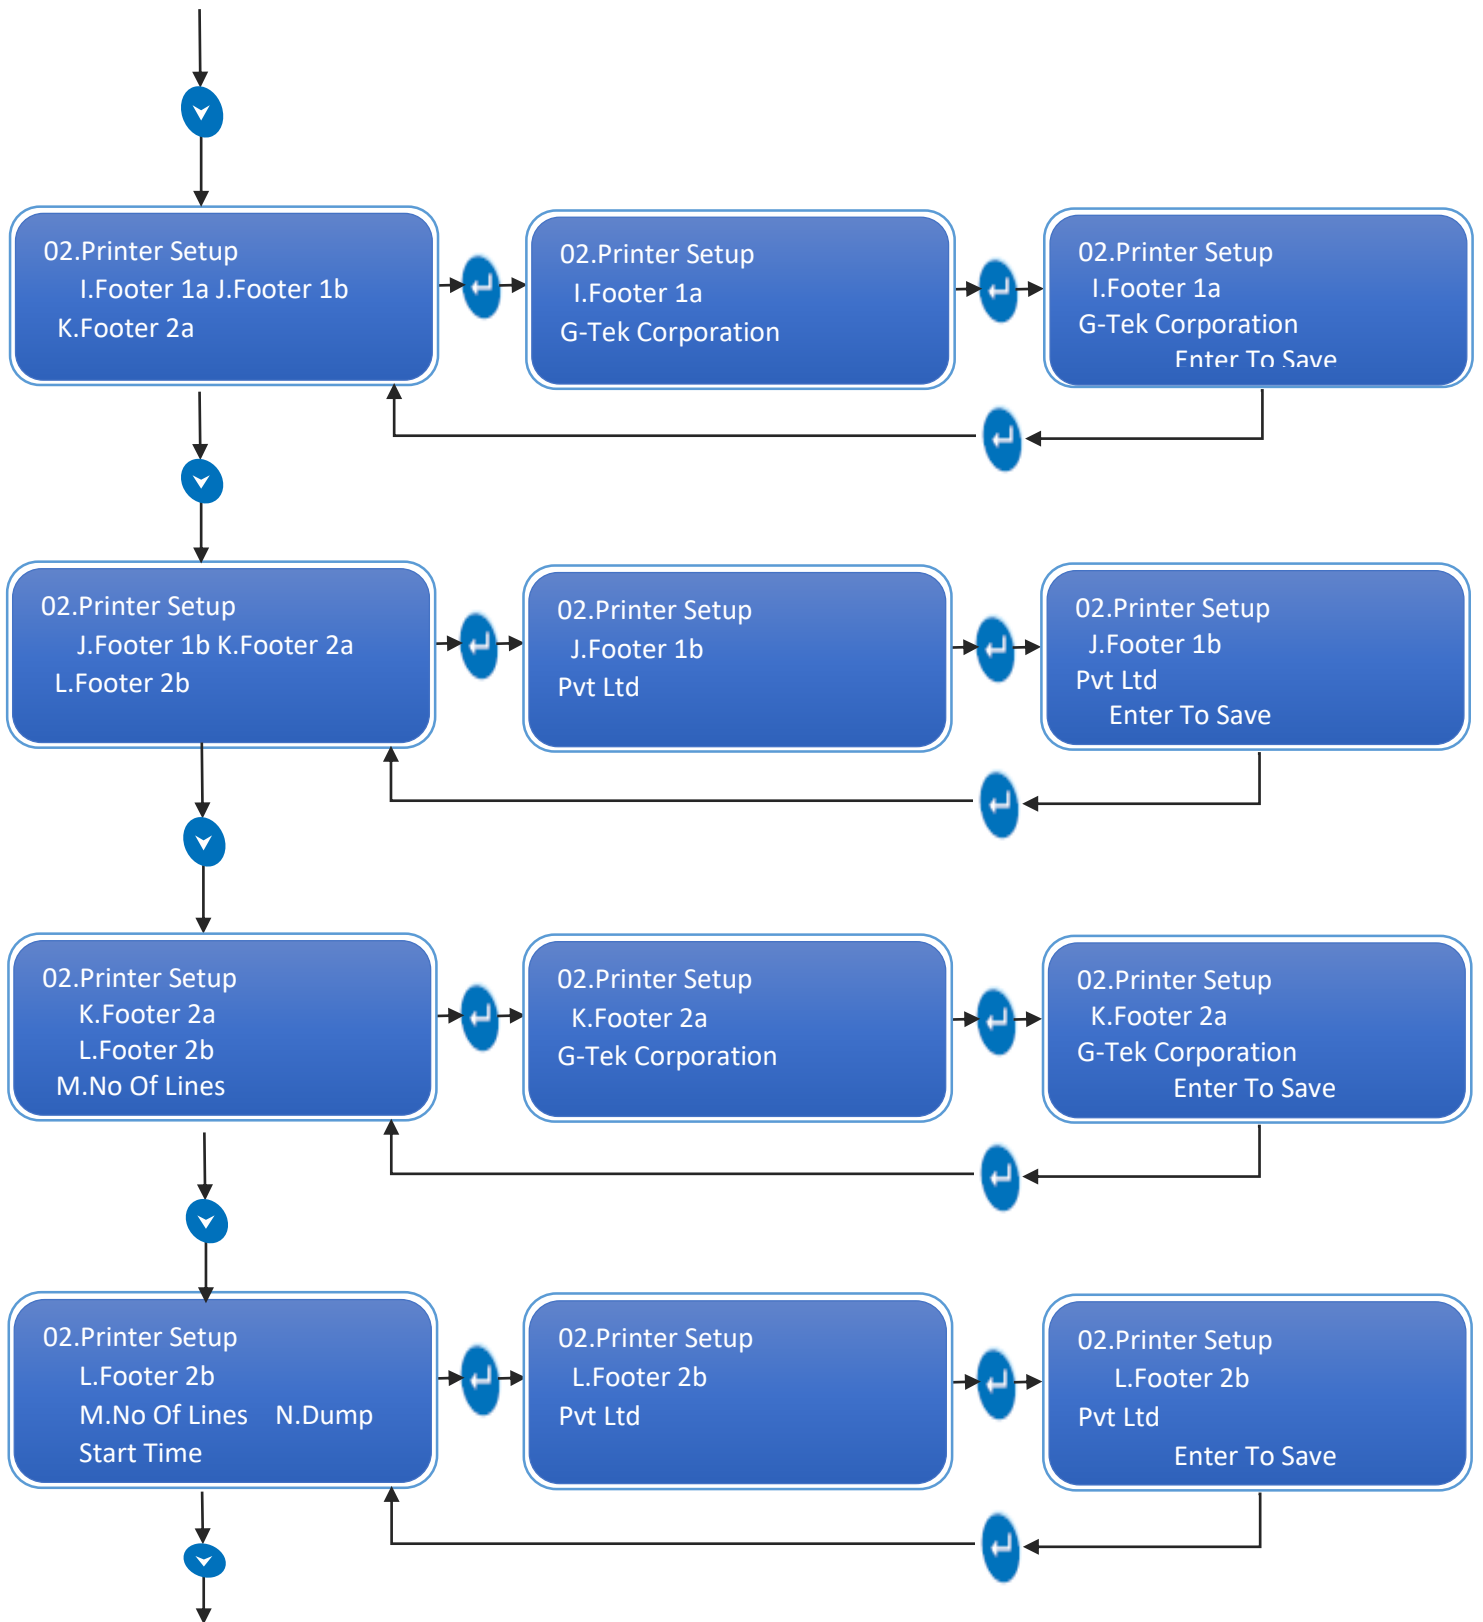 02.Printer Setup
I.Footer 1a J.Footer 1b
K.Footer 2a
02.Printer Setup
I.Footer 1a
G-Tek Corporation
02.Printer Setup
I.Footer 1a
G-Tek Corporation
Enter To Save
02.Printer Setup
J.Footer 1b K.Footer 2a
L.Footer 2b
02.Printer Setup
J.Footer 1b
Pvt Ltd
02.Printer Setup
J.Footer 1b
Pvt Ltd
Enter To Save
02.Printer Setup
K.Footer 2a
L.Footer 2b
M.No Of Lines
02.Printer Setup
K.Footer 2a
G-Tek Corporation
02.Printer Setup
K.Footer 2a
G-Tek Corporation
Enter To Save
02.Printer Setup
L.Footer 2b
M.No Of Lines N.Dump
Start Time
02.Printer Setup
L.Footer 2b
Pvt Ltd
02.Printer Setup
L.Footer 2b
Pvt Ltd
Enter To Save